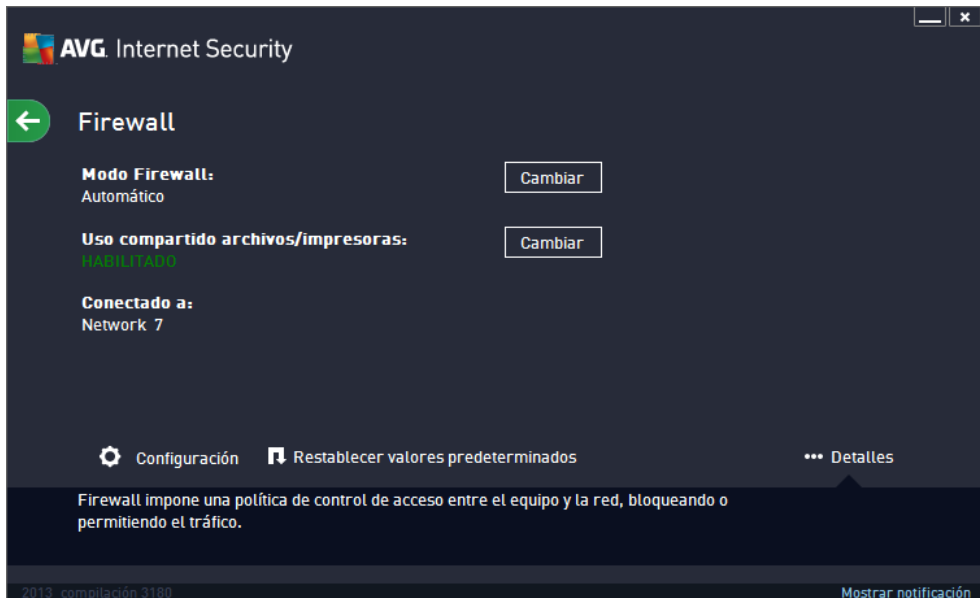 AVG. Internet Security
Firewall
Modo Firewall:
Automático
Cambiar
Uso compartido archivos/impresoras:
HABILITADO
Cambiar
Conectado a:
Network 7
Configuración
Restablecer valores predeterminados
Detalles
Firewall impone una política de control de acceso entre el equipo y la red, bloqueando o
permitiendo el tráfico.
2013 compilación 3180
Mostrar notificación